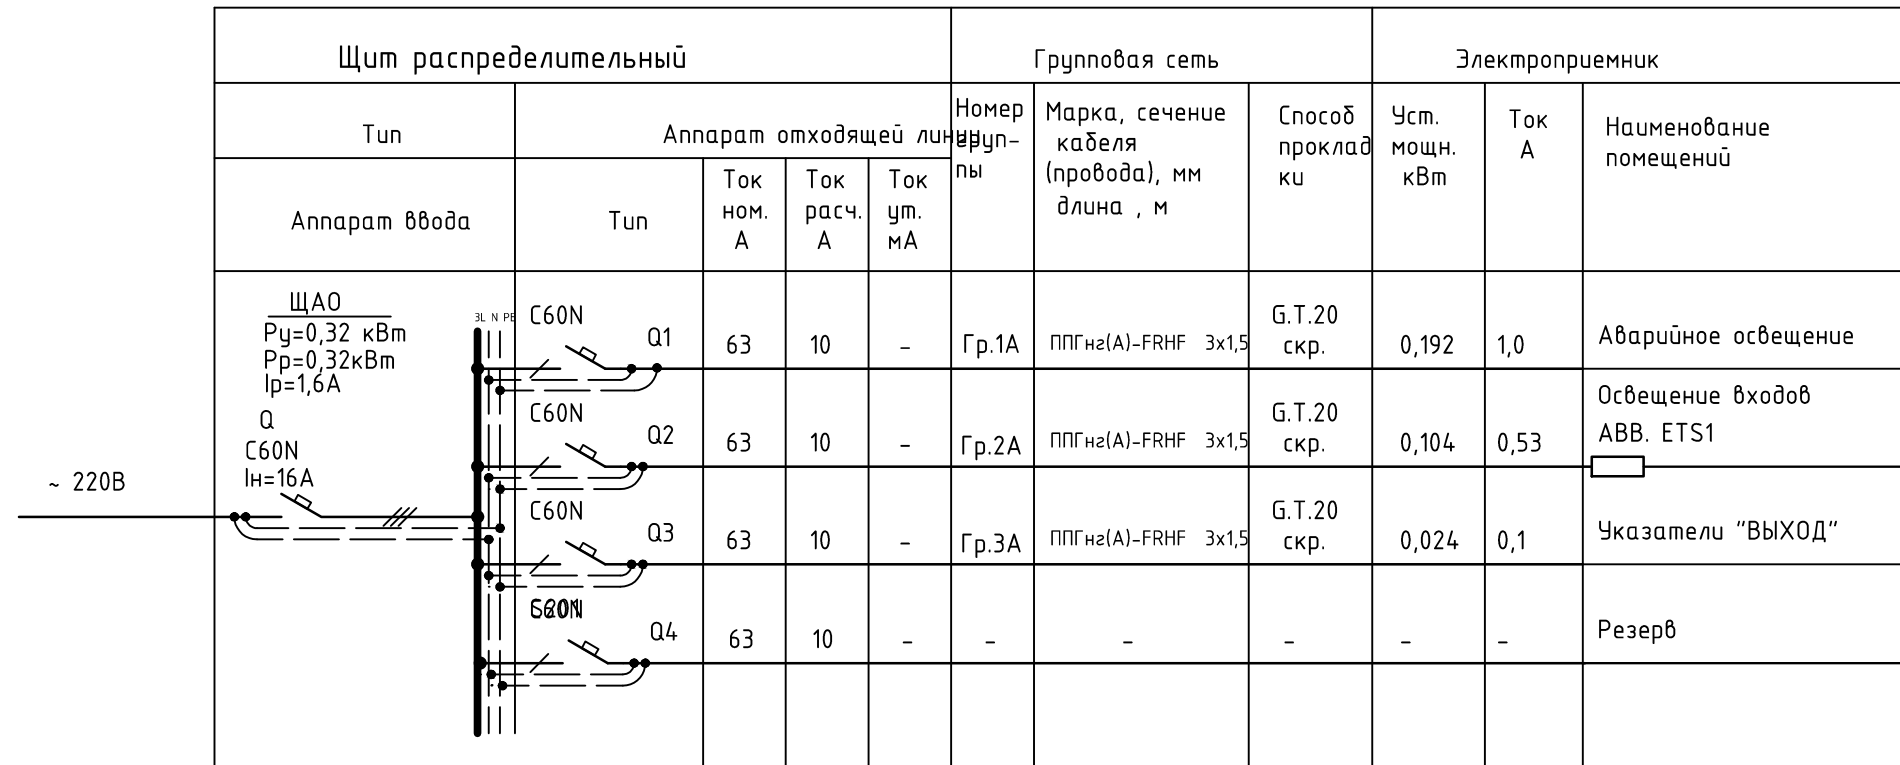 Щит распределительный
Групповая сеть
Электроприемник
Тип
Аппарат отходящей линии
Номер
груп-
пы
Марка, сечение
кабеля
(провода), мм
длина , м
Способ
проклад
ки
Уст.
мощн.
кВт
Ток
А
Наименование
помещений
Аппарат ввода
Тип
Ток
ном.
А
Ток
расч.
А
Ток
ут.
мА
ЩАО
Ру=0,32 кВт
Рр=0,32кВт
Iр=1,6А
Q
C60N
Iн=16А
~ 220В
3L N PE
C60N
Q1
63
10
-
Гр.1А
ППГнг(А)-FRHF 3х1,5
G.T.20
скр.
0,192
1,0
Аварийное освещение
C60N
Q2
63
10
-
Гр.2А
ППГнг(А)-FRHF 3х1,5
G.T.20
скр.
0,104
0,53
Освещение входов
АВВ. ETS1
C60N
Q3
63
10
-
Гр.3А
ППГнг(А)-FRHF 3х1,5
G.T.20
скр.
0,024
0,1
Указатели "ВЫХОД"
Q4
63
10
-
-
-
-
-
-
Резерв